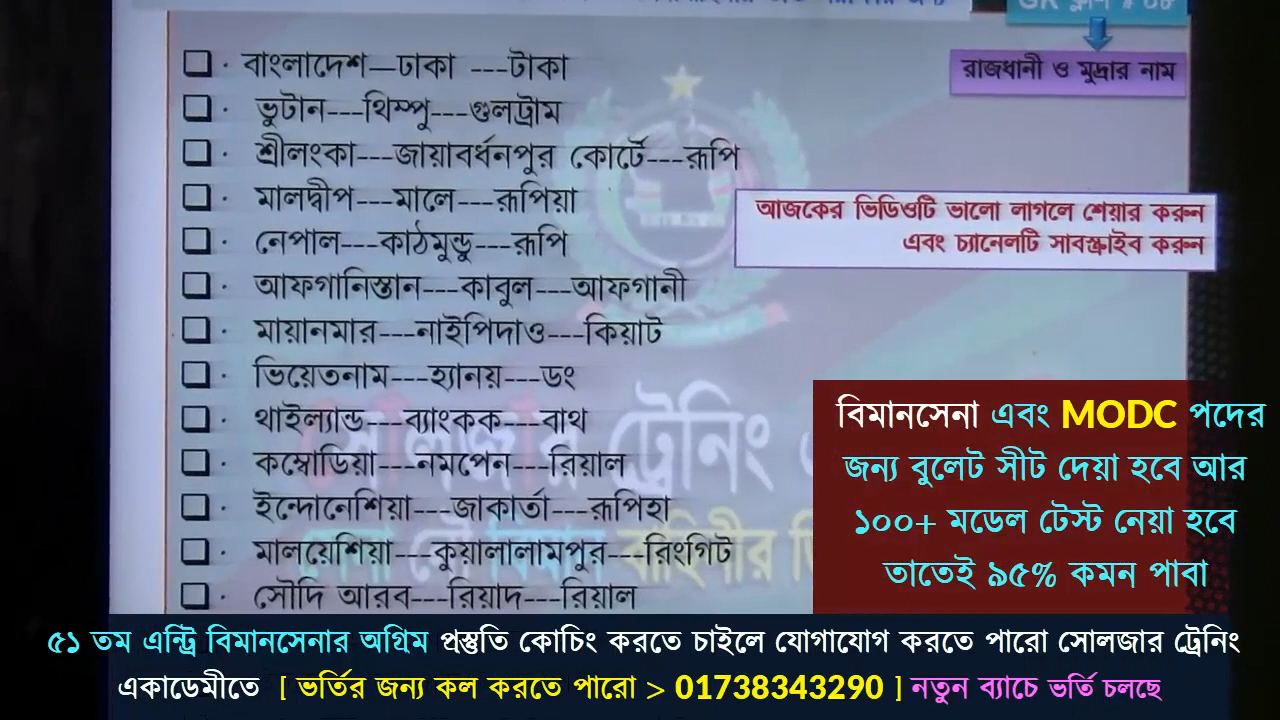 GK ক্লাশ # ০৮
রাজধানী ও মুদ্রার নাম
বাংলাদেশ—ঢাকা ---টাকা
ভুটান---থিম্পু---গুলট্রাম
শ্রীলংকা---জায়াবর্ধনপুর কোর্টে---রূপি
মালদ্বীপ---মালে---রূপিয়া
নেপাল---কাঠমুন্ডু---রূপি
আফগানিস্তান---কাবুল---আফগানী
মায়ানমার---নাইপিদাও---কিয়াট
ভিয়েতনাম---হ্যানয়---ডং
থাইল্যান্ড---ব্যাংকক---বাথ
কম্বোডিয়া---নমপেন---রিয়াল
ইন্দোনেশিয়া---জাকার্তা---রূপিহা
মালয়েশিয়া---কুয়ালালামপুর---রিংগিট
সৌদি আরব---রিয়াদ---রিয়াল
আজকের ভিডিওটি ভালো লাগলে শেয়ার করুন
এবং চ্যানেলটি সাবস্ক্রাইব করুন
বিমানসেনা এবং MODC পদের
জন্য বুলেট সীট দেয়া হবে আর
১০০+ মডেল টেস্ট নেয়া হবে
তাতেই ৯৫% কমন পাবা
৫১ তম এন্ট্রি বিমানসেনার অগ্রিম প্রস্তুতি কোচিং করতে চাইলে যোগাযোগ করতে পারো সোলজার ট্রেনিং
একাডেমীতে [ ভর্তির জন্য কল করতে পারো > 01738343290 ] নতুন ব্যাচে ভর্তি চলছে